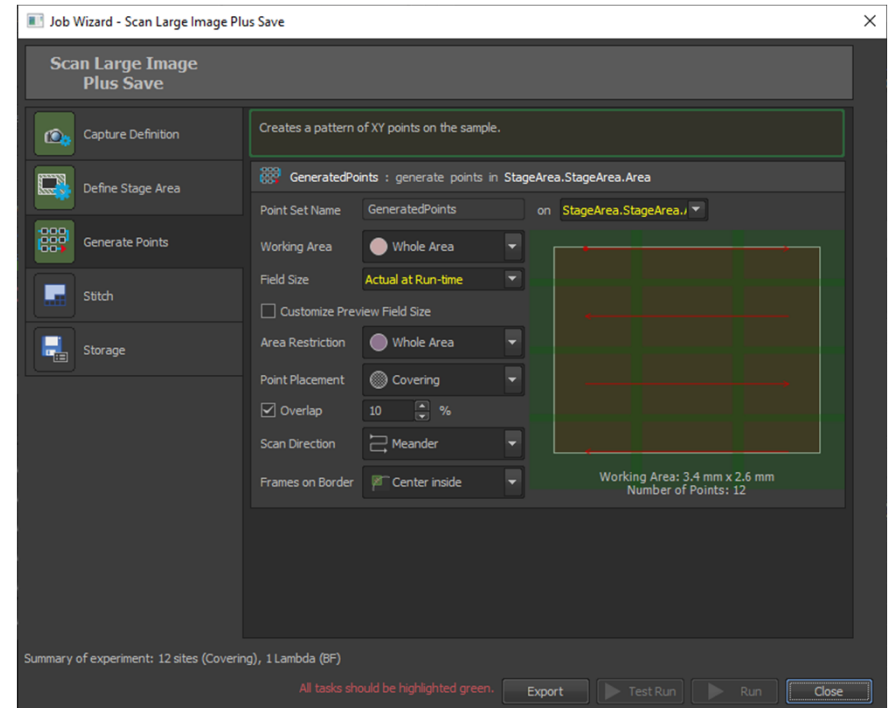 Job Wizard - Scan Large Image Plus Save
Scan Large Image
Plus Save
Capture Definition
Define Stage Area
Generate Points
Stitch
Storage
Creates a pattern of XY points on the sample.
GeneratedPoints : generate points in StageArea.StageArea.Area
Point Set Name GeneratedPoints on StageArea.StageArea.
Working Area Whole Area
Field Size Actual at Run-time
Customize Preview Field Size
Area Restriction Whole Area
Point Placement Covering
Overlap 10 %
Scan Direction Meander
Frames on Border Center inside
Working Area: 3.4 mm x 2.6 mm
Number of Points: 12
Summary of experiment: 12 sites (Covering), 1 Lambda (BF)
All tasks should be highlighted green. Export Test Run Run Close